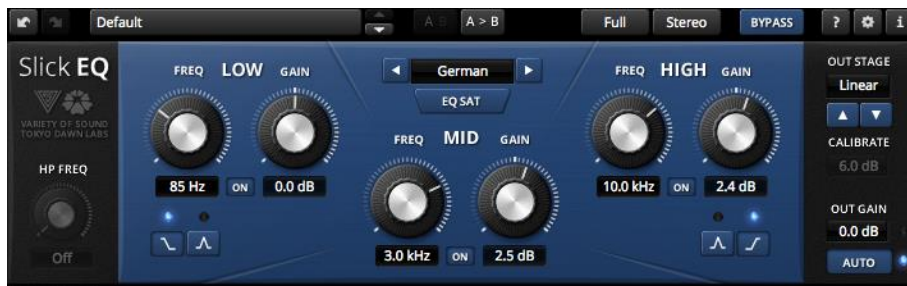 Default
A B
A > B
Full
Stereo
BYPASS
?
i
Slick EQ
VARIETY OF SOUND
TOKYO DAWN LABS
HP FREQ
Off
FREQ LOW GAIN
85 Hz ON 0.0 dB
German
EQ SAT
FREQ MID GAIN
3.0 kHz ON 2.5 dB
FREQ HIGH GAIN
10.0 kHz ON 2.4 dB
OUT STAGE
Linear
CALIBRATE
6.0 dB
OUT GAIN
0.0 dB
AUTO